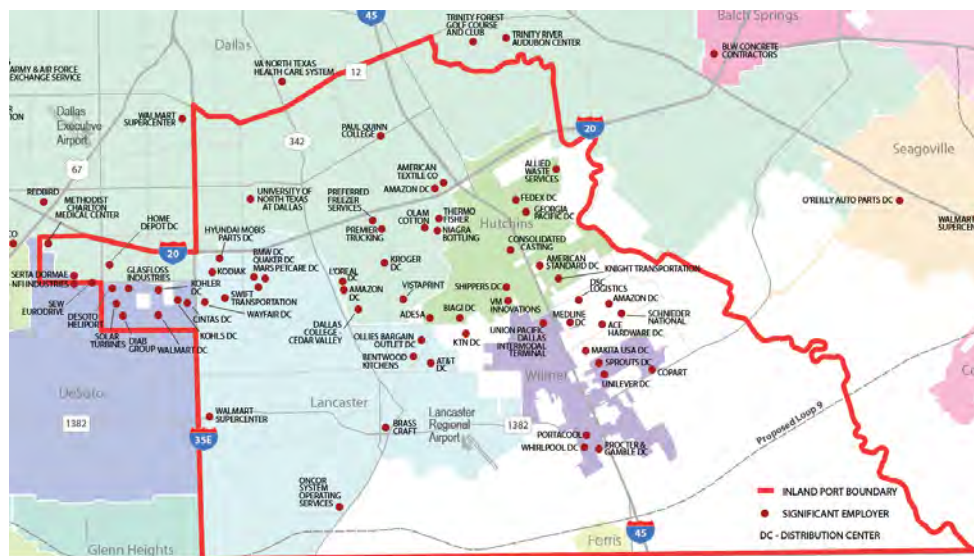 45
TRINITY FOREST
GOLF COURSE
AND CLUB
TRINITY RIVER
AUDUBON CENTER
Balch Springs
BLW CONCRETE
CONTRACTORS
Dallas
ARMY & AIR FORCE
EXCHANGE SERVICE
VA NORTH TEXAS
HEALTH CARE SYSTEM
12
Dallas
Executive
Airport
WALMART
SUPERCENTER
PAUL QUINN
COLLEGE
342
20
67
Seagoville
REDBIRD
METHODIST
CHARLTON
MEDICAL CENTER
HOME
DEPOT DC
UNIVERSITY OF
NORTH TEXAS
AT DALLAS
PREFERRED
FREEZER
SERVICES
AMERICAN
TEXTILE CO
AMAZON DC
ALLIED
WASTE
SERVICES
FEDEX DC
GEORGIA
PACIFIC DC
O'REILLY AUTO PARTS DC
WALMART
SUPERCEN
OLAM
COTTON
THERMO
FISHER
NIAGRA
BOTTLING
Hutchins
PREMIER
TRUCKING
HYUNDAI MOBIS
PARTS DC
20
BMW DC
QUAKER DC
MARS PETCARE DC
KODIAK
CONSOLIDATED
CASTING
AMERICAN
STANDARD DC
KNIGHT TRANSPORTATION
SERTA DORMAE
NFI INDUSTRIES
GLASFLOSS
INDUSTRIES
KOHLER
DC
SWIFT
TRANSPORTATION
L'OREAL
DC
AMAZON
DC
KROGER
DC
VISTAPRINT
SHIPPERS DC
VM
INNOVATIONS
DSC
LOGISTICS
AMAZON DC
SCHNIEDER
NATIONAL
SEW
EURODRIVE
DESOTO
HELIPORT
CINTAS DC
WAYFAIR DC
ADESA
BIAGI DC
MEDLINE
DC
ACE
HARDWARE DC
SOLAR
TURBINES
DIAB
GROUP
WALMART DC
KOHLS DC
DALLAS
COLLEGE -
CEDAR VALLEY
OLLIES BARGAIN
OUTLET DC
KTN DC
UNION PACIFIC
DALLAS
INTERMODAL
TERMINAL
MAKITA USA DC
SPROUTS DC
COPART
BENTWOOD
KITCHENS
AT&T
DC
Wilmer
UNILEVER DC
DeSoto
1382
35E
WALMART
SUPERCENTER
Lancaster
BRASS
CRAFT
Lancaster
Regional
Airport
1382
PORTACOOL
WHIRLPOOL DC
PROCTER &
GAMBLE DC
Proposed Loop 9
ONCOR
SYSTEM
OPERATING
SERVICES
Glenn Heights
Ferris
45
INLAND PORT BOUNDARY
SIGNIFICANT EMPLOYER
DC - DISTRIBUTION CENTER